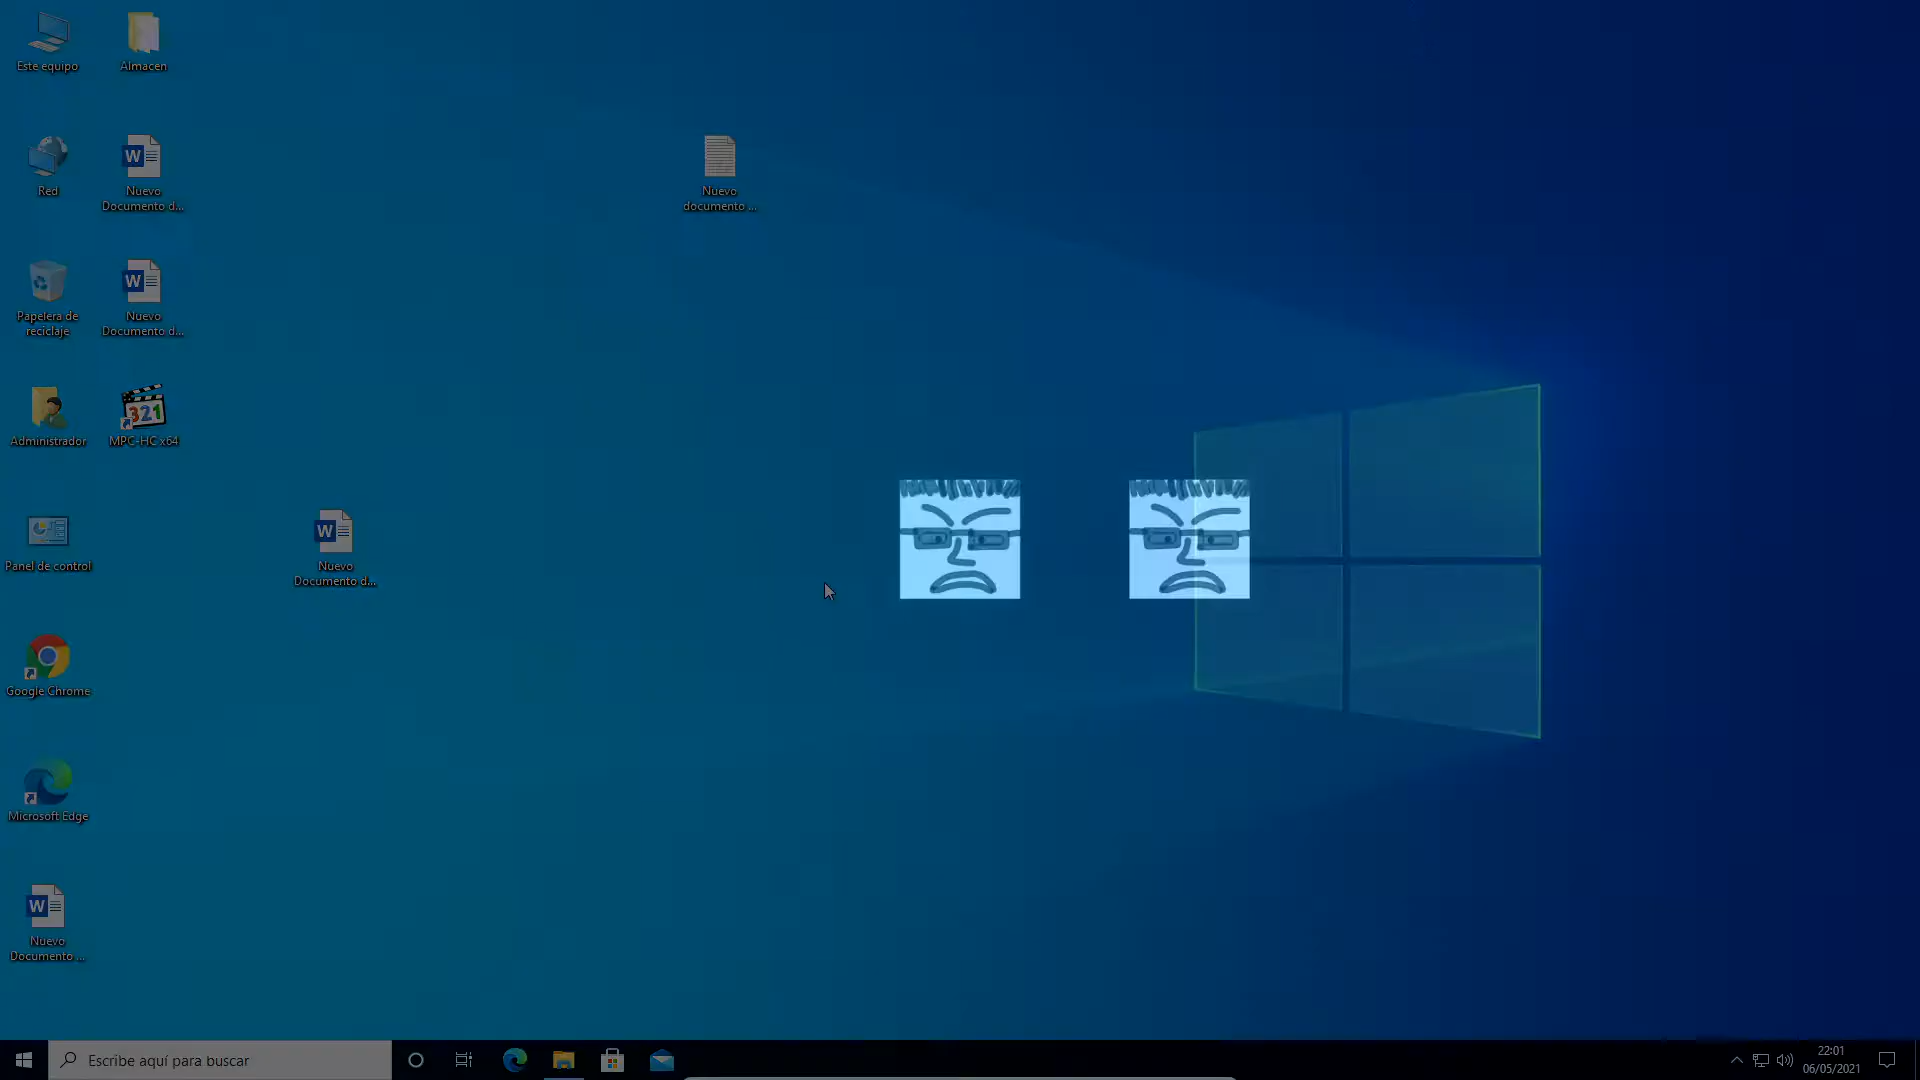 Este equipo
Almacen
Red
Nuevo
Documento d...
Nuevo
documento ...
Papelera de
reciclaje
Nuevo
Documento d...
Administrador
321
MPC-HC x64
Panel de control
Nuevo
Documento d...
Google Chrome
Microsoft Edge
Nuevo
Documento ...
Escribe aquí para buscar
22:01
06/05/2021